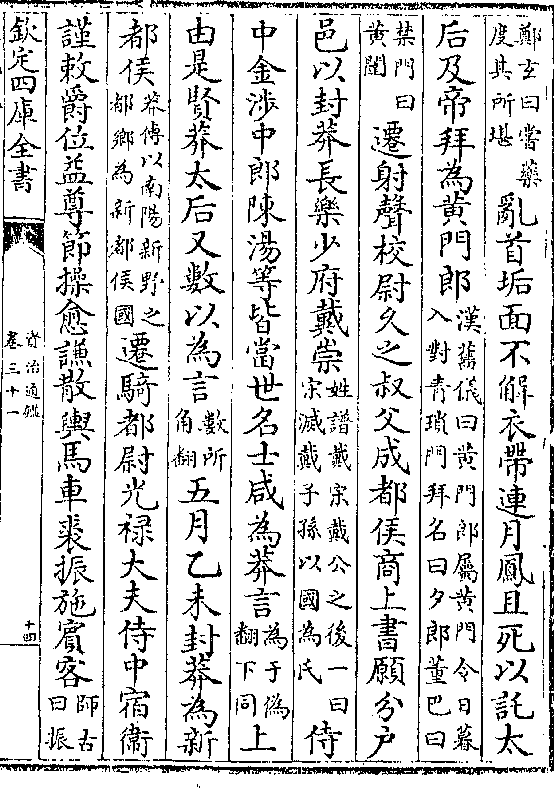 鄭玄曰嘗藥度其所堪亂首垢面不解衣帶連月鳳且死以託太
后及帝拜為黄門郎漢舊儀曰黄門郎屬黄門令日暮入對青瑣門拜名曰夕郎董巴曰
禁門曰黄闥遷射聲校尉久之叔父成都侯商上書願分户
邑以封莽長樂少府戴崇姓譜戴宗戴公之後一曰宋滅戴子孫以國為氏侍
中金涉中郎陳湯等皆當世名士咸為莽言為于偽翻下同上
由是賢莽太后又數以為言數所角翻五月乙未封莽為新
都侯莽傳以南陽新野之都鄉為新都侯國遷騎都尉光禄大夫侍中宿衛
謹敕爵位益尊節操愈謙散輿馬車裘振施賓客師古曰振
欽定四庫全書
資治通鑑
卷三十一
十四